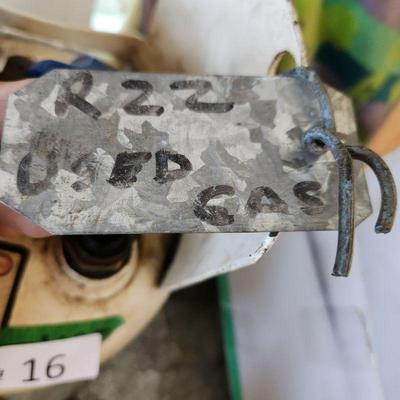 R22
USED
GAS
# 16